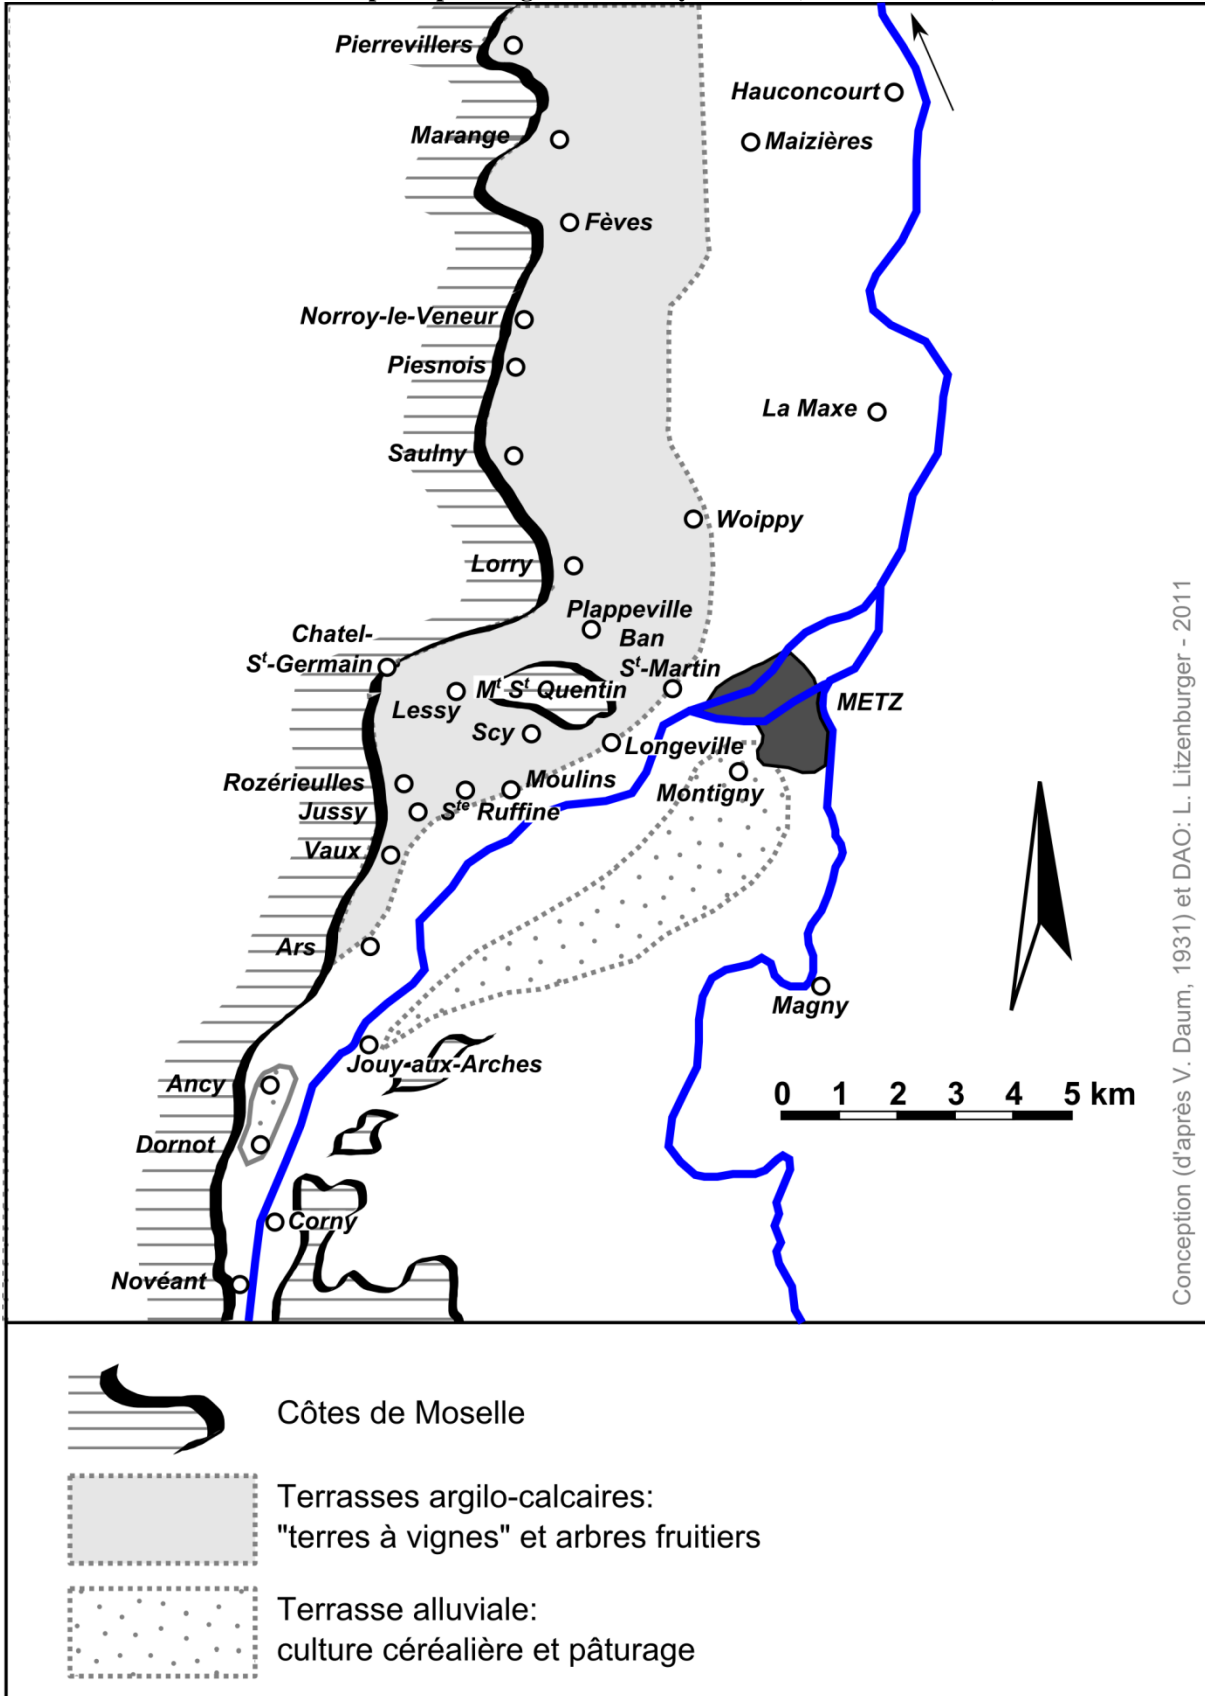 Pierrevillers
Hauconcourt
Marange
Maizières
Fèves
Norroy-le-Veneur
Piesnois
La Maxe
Saulny
Woippy
Lorry
Plappeville
Ban
St-Martin
Chatel-
St-Germain
Mt St Quentin
METZ
Lessy
Scy
Longeville
Rozérieulles
Moulins
Montigny
Jussy
Ste Ruffine
Vaux
Ars
Magny
Jouy-aux-Arches
Ancy
0 1 2 3 4 5 km
Dornot
Corny
Novéant
Conception (d'après V. Daum, 1931) et DAO: L. Litzenburger - 2011
Côtes de Moselle
Terrasses argilo-calcaires:
"terres à vignes" et arbres fruitiers
Terrasse alluviale:
culture céréalière et pâturage